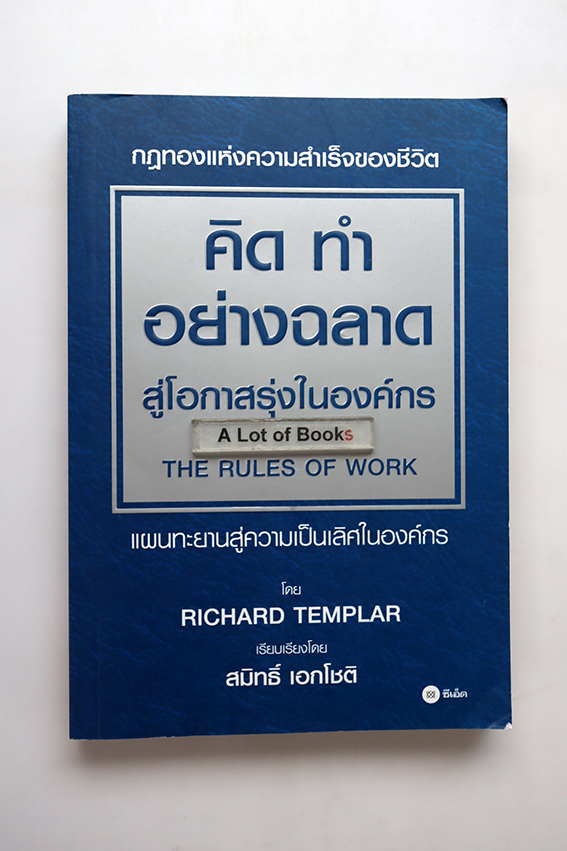 กฎทองแห่งความสำเร็จของชีวิต
คิด ทำ
อย่างฉลาด
สู่โอกาสรุ่งในองค์กร
A Lot of Books
THE RULES OF WORK
แผนทะยานสู่ความเป็นเลิศในองค์กร
โดย
RICHARD TEMPLAR
เรียบเรียงโดย
สมิทธิ์ เอกโชติ
ซีเอ็ด